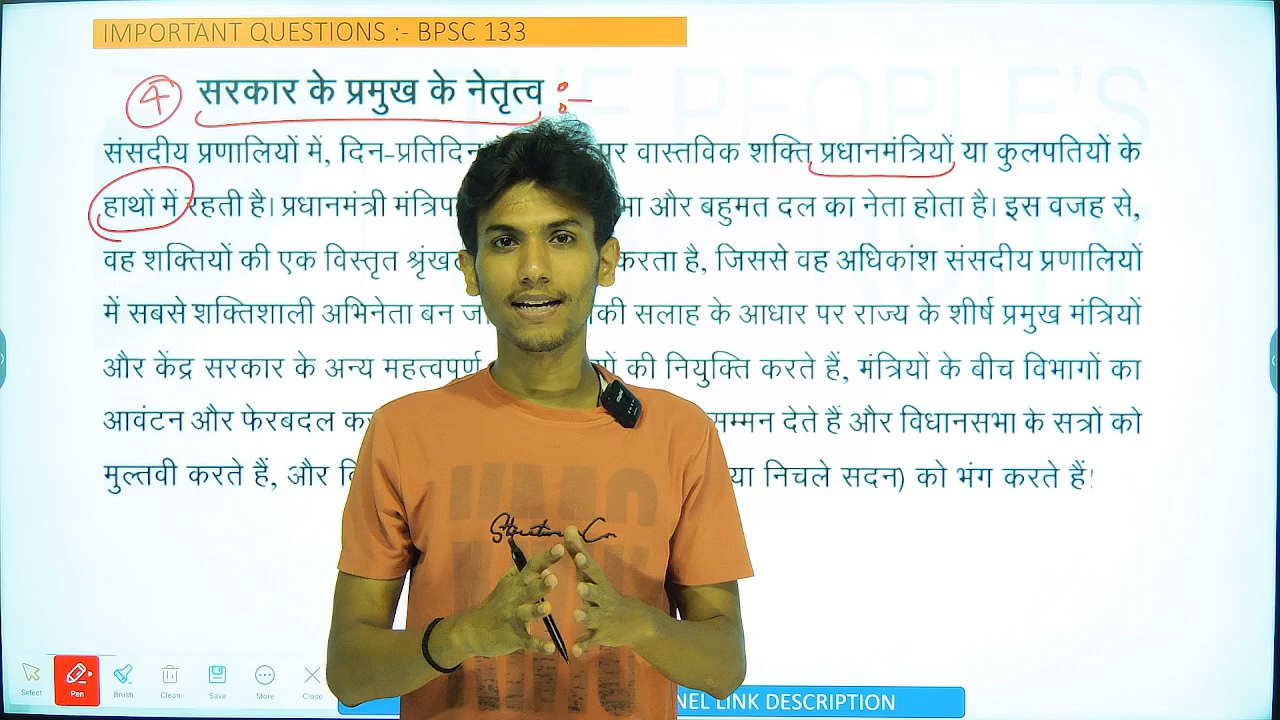 IMPORTANT QUESTIONS :- BPSC 133
④ सरकार के प्रमुख के नेतृत्व :-
संसदीय प्रणालियों में, दिन-प्रतिदिन पर वास्तविक शक्ति प्रधानमंत्रियों या कुलपतियों के
हाथों में रहती है। प्रधानमंत्री और बहुमत दल का नेता होता है। इस वजह से,
वह शक्तियों की एक विस्तृत करता है, जिससे वह अधिकांश संसदीय प्रणालियों
में सबसे शक्तिशाली अभिनेता बन सलाह के आधार पर राज्य के शीर्ष प्रमुख मंत्रियों
और केंद्र सरकार के अन्य महत्वपूर्ण की नियुक्ति करते हैं, मंत्रियों के बीच विभागों का
आवंटन और फेरबदल सम्मन देते हैं और विधानसभा के सत्रों को
मुल्तवी करते हैं, और या निचले सदन) को भंग करते हैं!
Select Pen Brush Clean Save More Close
LINK DESCRIPTION